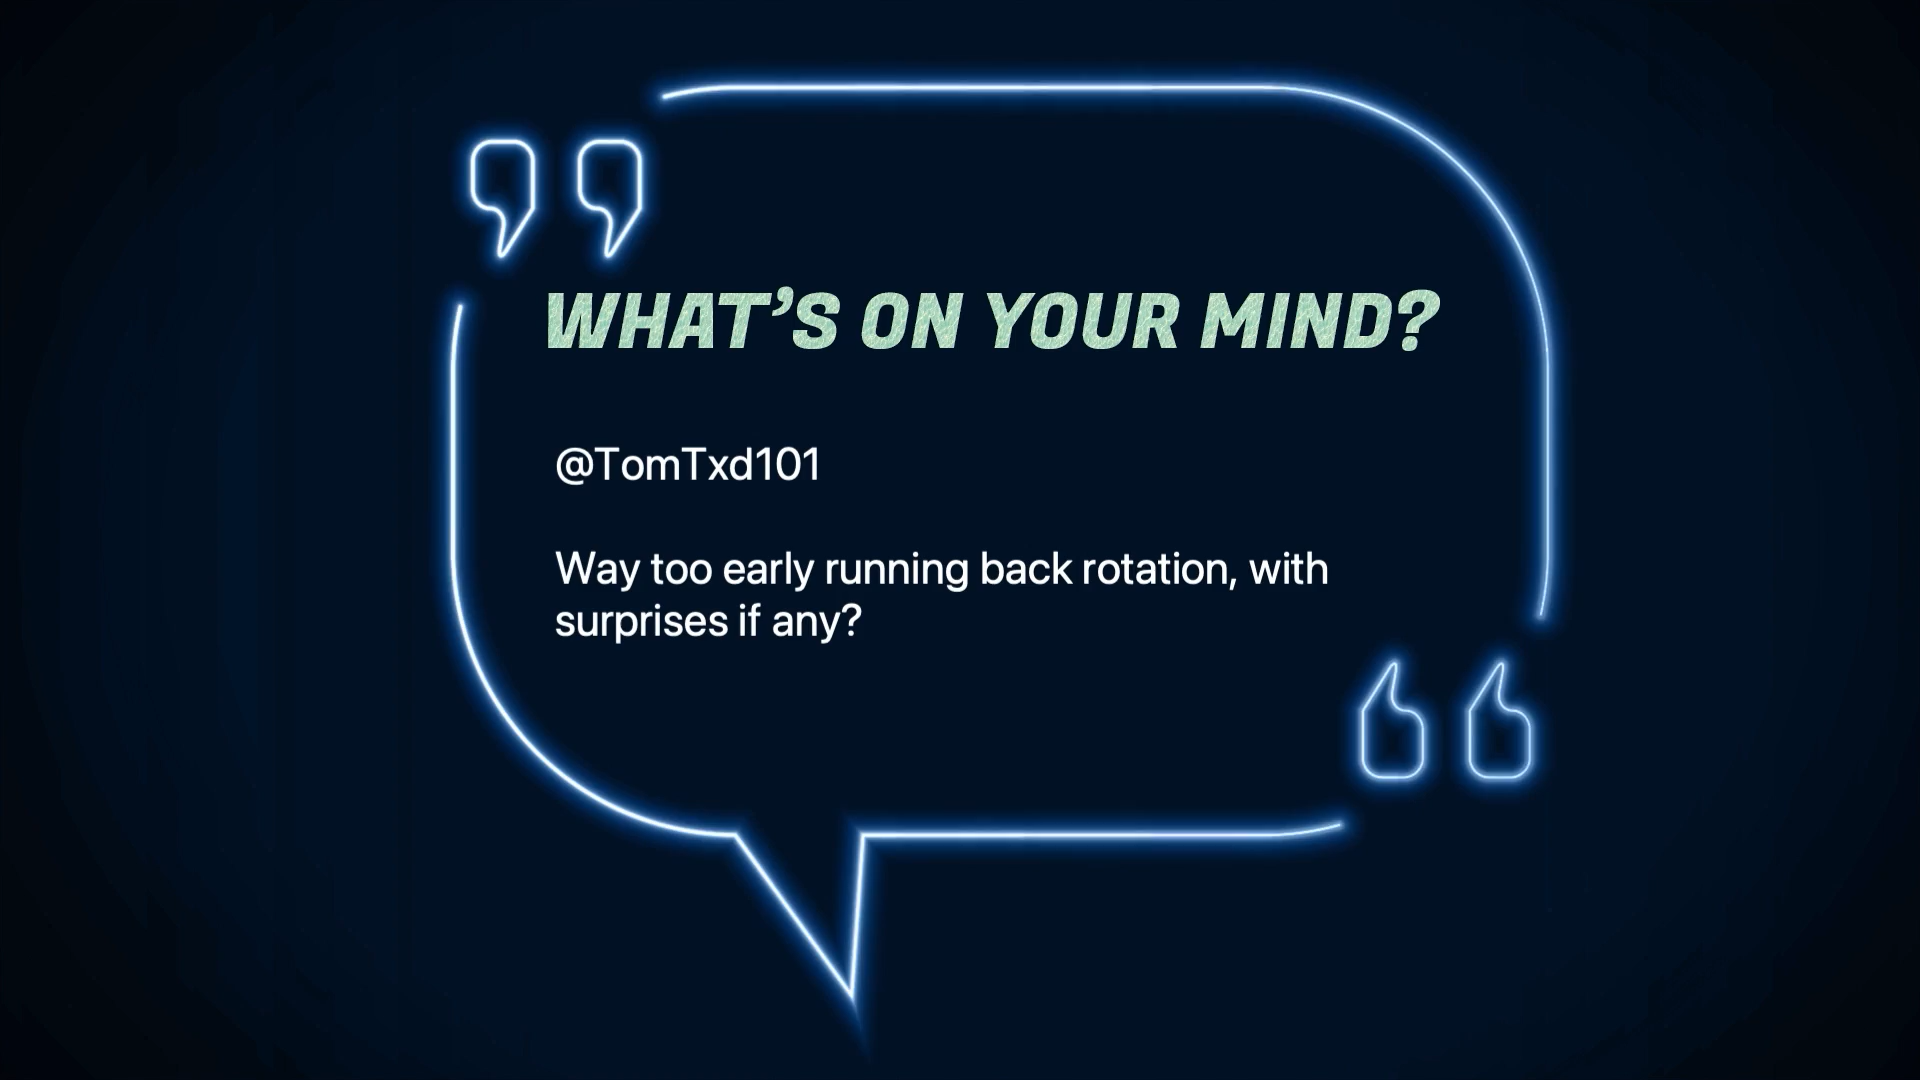 WHAT'S ON YOUR MIND?
@TomTxd101
Way too early running back rotation, with
surprises if any?